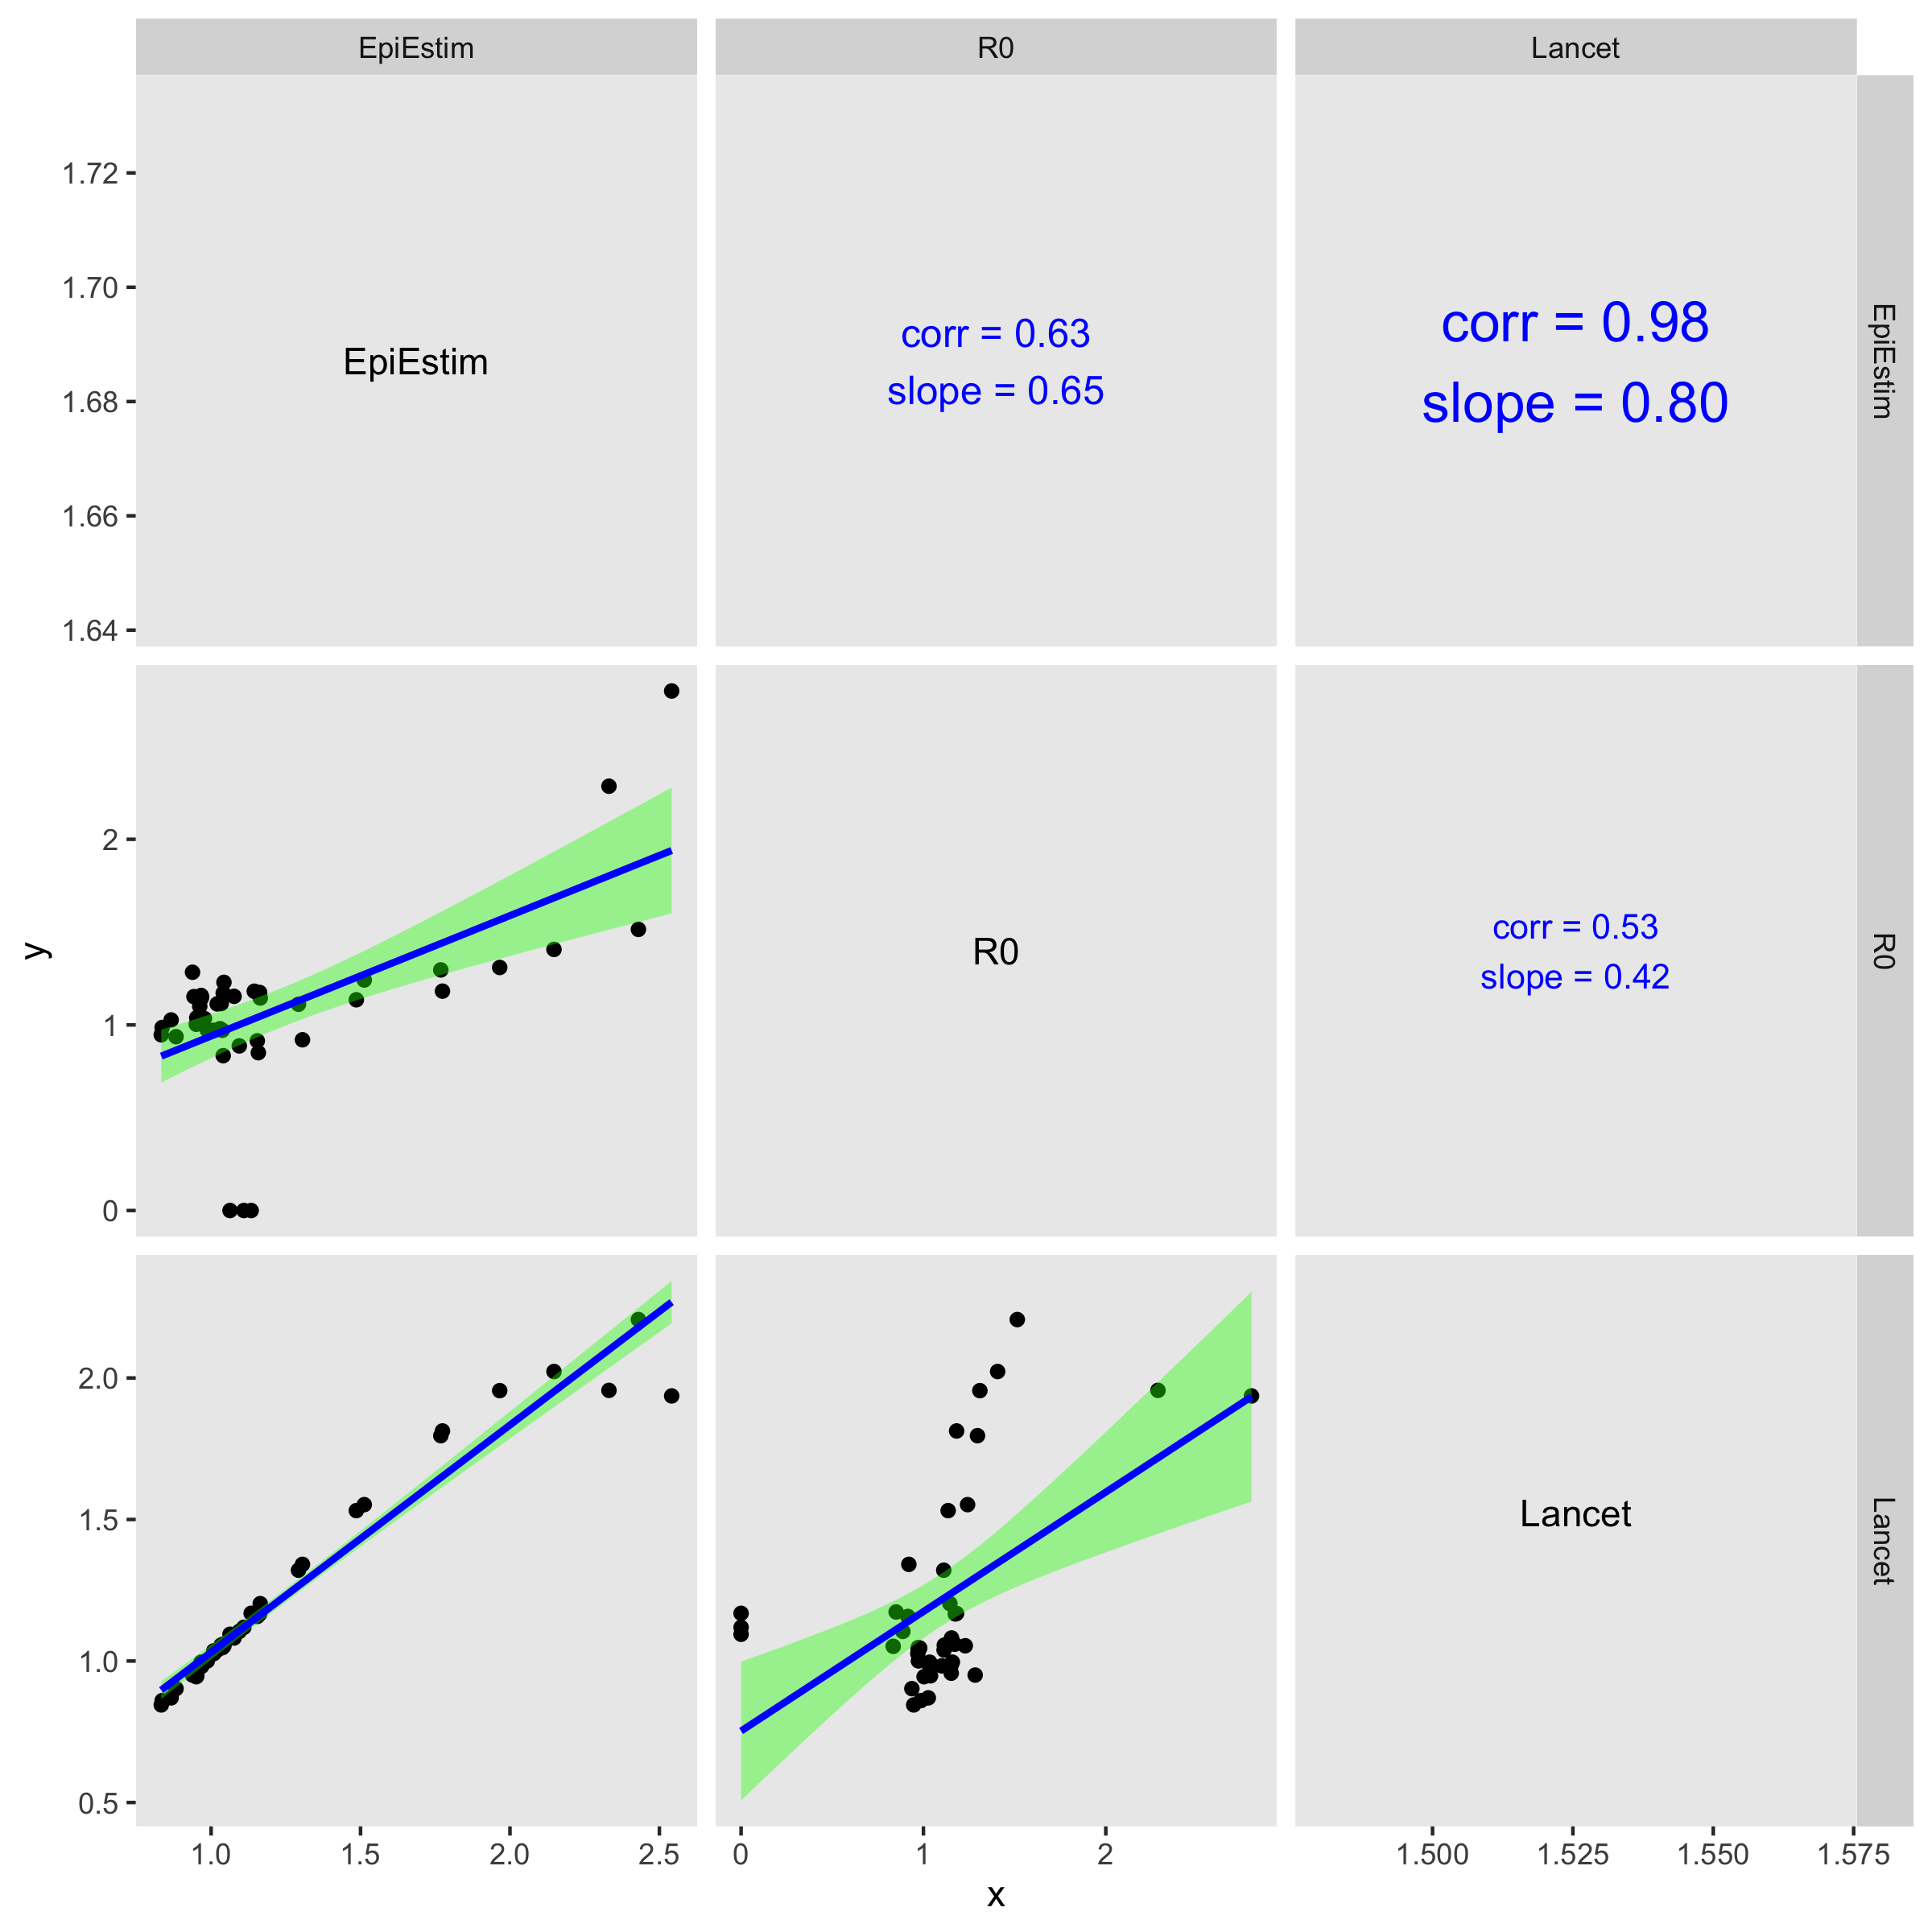 EpiEstim
R0
Lancet
1.72
1.70
1.68
1.66
1.64
EpiEstim
corr = 0.63
slope = 0.65
corr = 0.98
slope = 0.80
EpiEstim
y
2
1
0
R0
corr = 0.53
slope = 0.42
R0
2.0
1.5
1.0
0.5
Lancet
Lancet
1.0
1.5
2.0
2.5
0
1
2
1.500
1.525
1.550
1.575
x